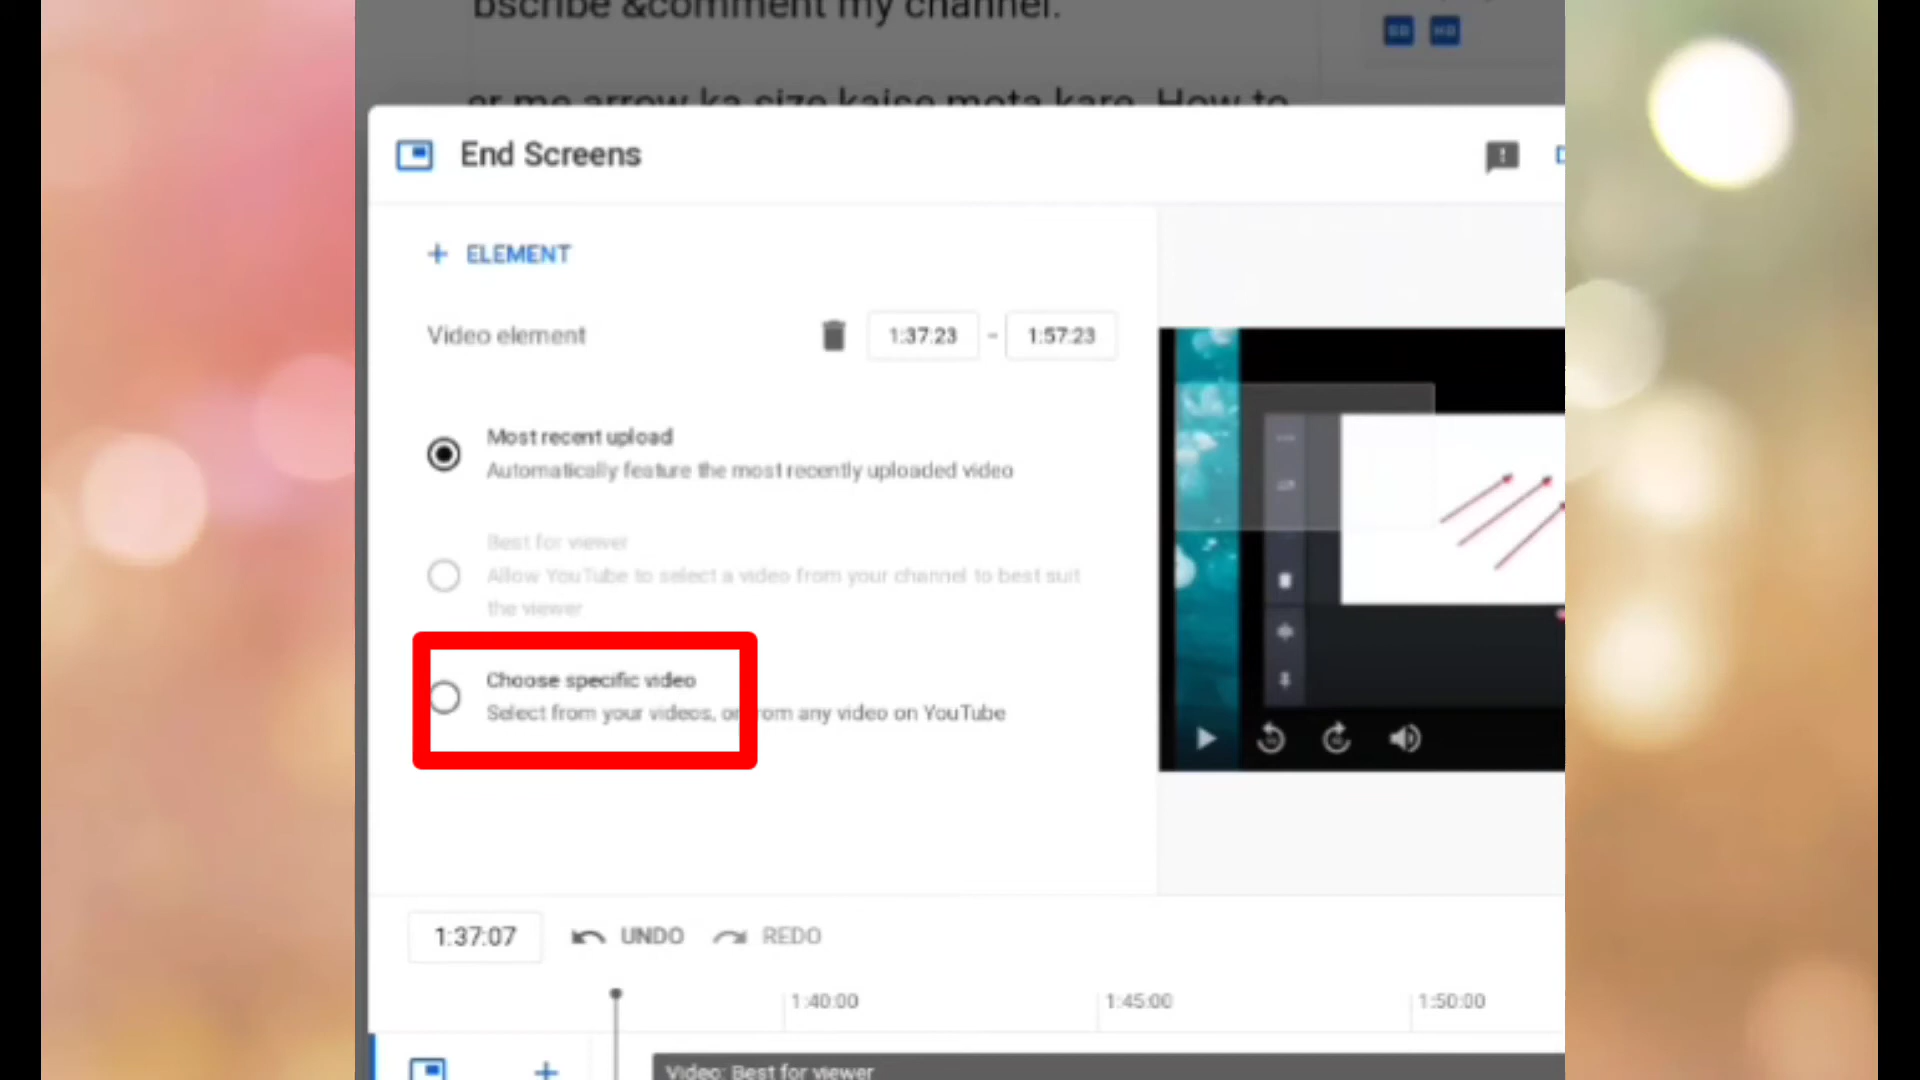 bscribe &comment my channel.
er me arrow ka size kaise mota kare. How to
End Screens
+ ELEMENT
Video element
1:37:23 - 1:57:23
Most recent upload
Automatically feature the most recently uploaded video
Best for viewer
Allow YouTube to select a video from your channel to best suit
the viewer
Choose specific video
Select from your videos, or from any video on YouTube
1:37:07 UNDO REDO
1:40:00 1:45:00 1:50:00
Video: Best for viewer